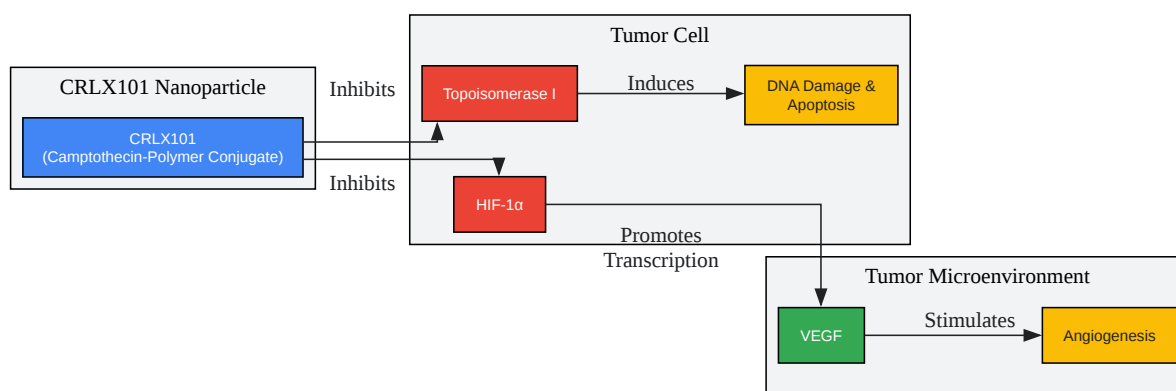 Tumor Cell
CRLX101 Nanoparticle
Inhibits
Topoisomerase I
Induces
DNA Damage &
Apoptosis
CRLX101
(Camptothecin-Polymer Conjugate)
Inhibits
HIF-1α
Promotes
Transcription
Tumor Microenvironment
VEGF
Stimulates
Angiogenesis